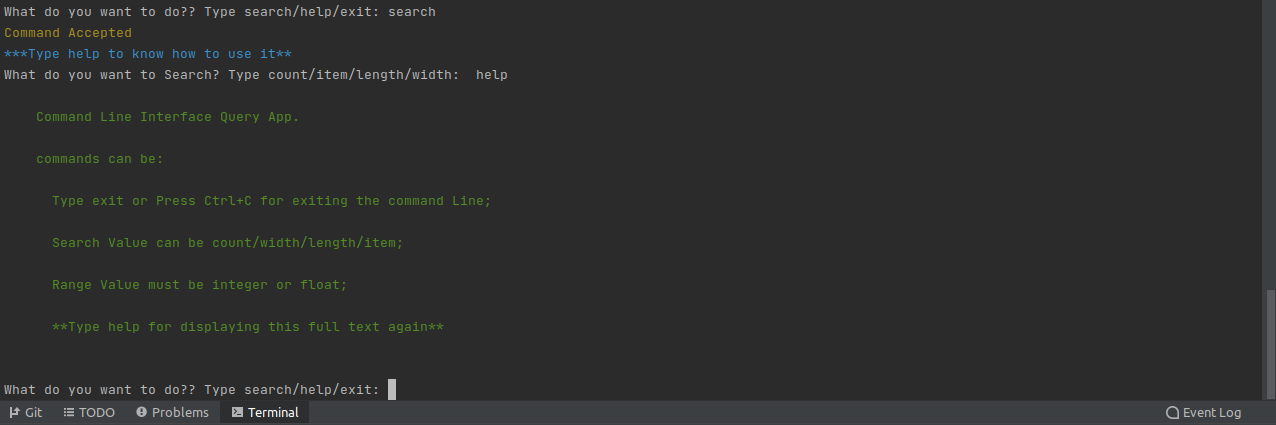 What do you want to do?? Type search/help/exit: search
Command Accepted
***Type help to know how to use it**
What do you want to Search? Type count/item/length/width:  help
Command Line Interface Query App.
commands can be:
Type exit or Press Ctrl+C for exiting the command Line;
Search Value can be count/width/length/item;
Range Value must be integer or float;
**Type help for displaying this full text again**
What do you want to do?? Type search/help/exit:
Git TODO Problems Terminal Event Log